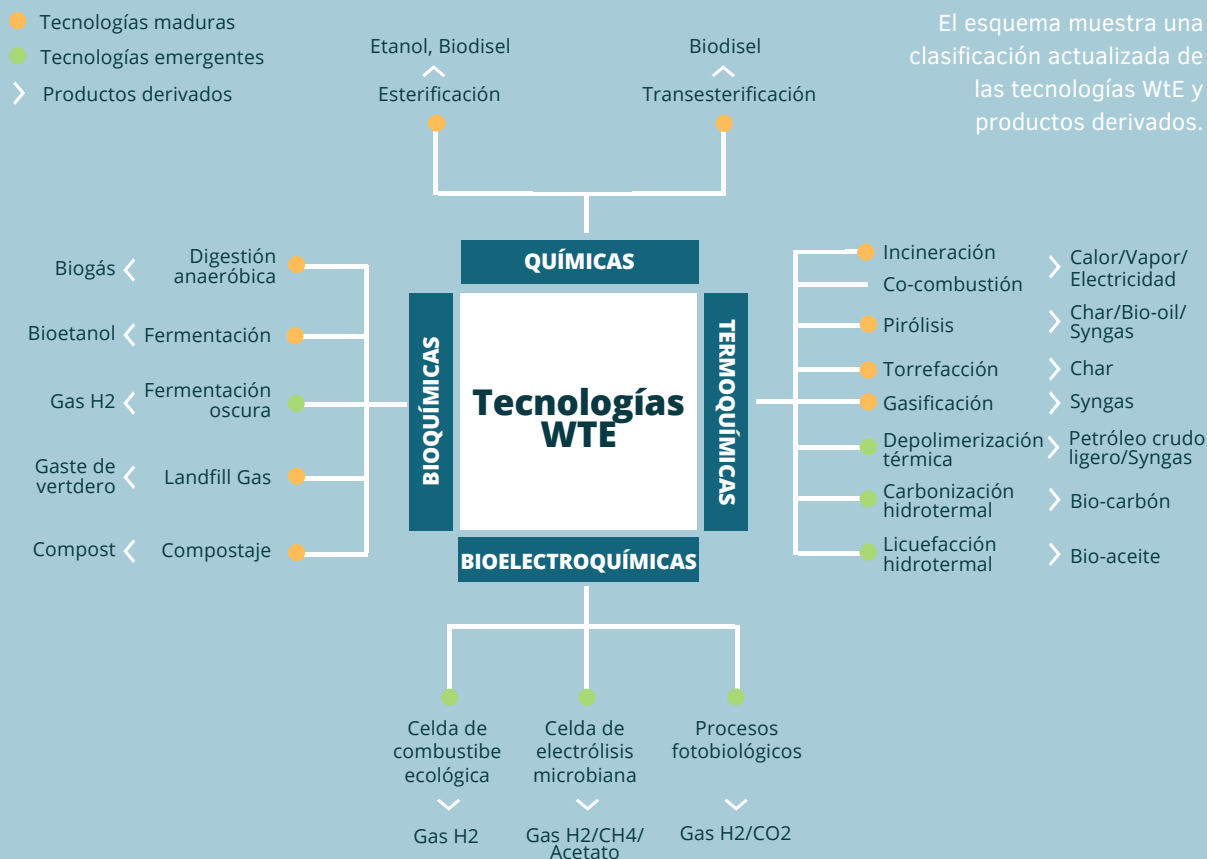 Tecnologías maduras
Tecnologías emergentes
Productos derivados
El esquema muestra una
clasificación actualizada de
las tecnologías WtE y
productos derivados.
Etanol, Biodisel
Esterificación
Biodisel
Transesterificación
QUÍMICAS
BIOQUÍMICAS
Tecnologías
WTE
TERMOQUÍMICAS
BIOELECTROQUÍMICAS
Biogás
Digestión
anaeróbica
Bioetanol
Fermentación
Gas H2
Fermentación
oscura
Gaste de
vertdero
Landfill Gas
Compost
Compostaje
Incineración
Co-combustión
Calor/Vapor/
Electricidad
Pirólisis
Char/Bio-oil/
Syngas
Torrefacción
Char
Gasificación
Syngas
Depolimerización
térmica
Petróleo crudo
ligero/Syngas
Carbonización
hidrotermal
Bio-carbón
Licuefacción
hidrotermal
Bio-aceite
Celda de
combustibe
ecológica
Gas H2
Celda de
electrólisis
microbiana
Gas H2/CH4/
Acetato
Procesos
fotobiológicos
Gas H2/CO2